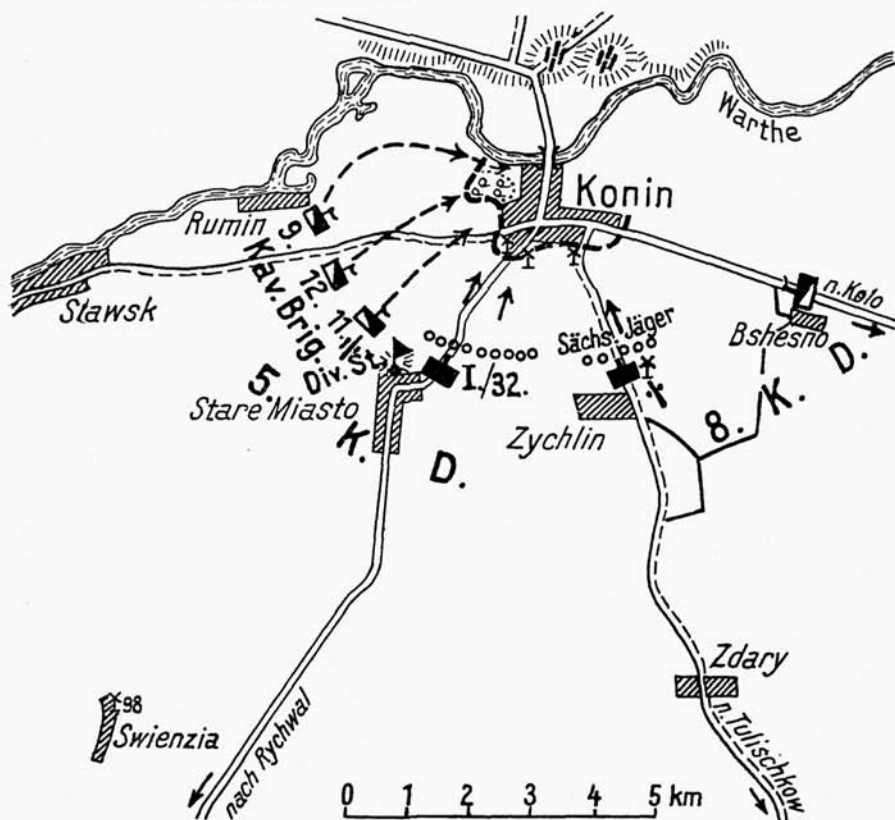 Warthe
Konin
Rumin
Stawsk
9.
12.
11.
Kav. Brig.
5. K. D.
Div. St.
Stare Miasto
I./32.
Sächs. Jäger
Zychlin
n. Koło
Bshesno
8. K. D.
Zdary
n. Tulischkow
98
Swienzia
nach Rychwal
0 1 2 3 4 5 km